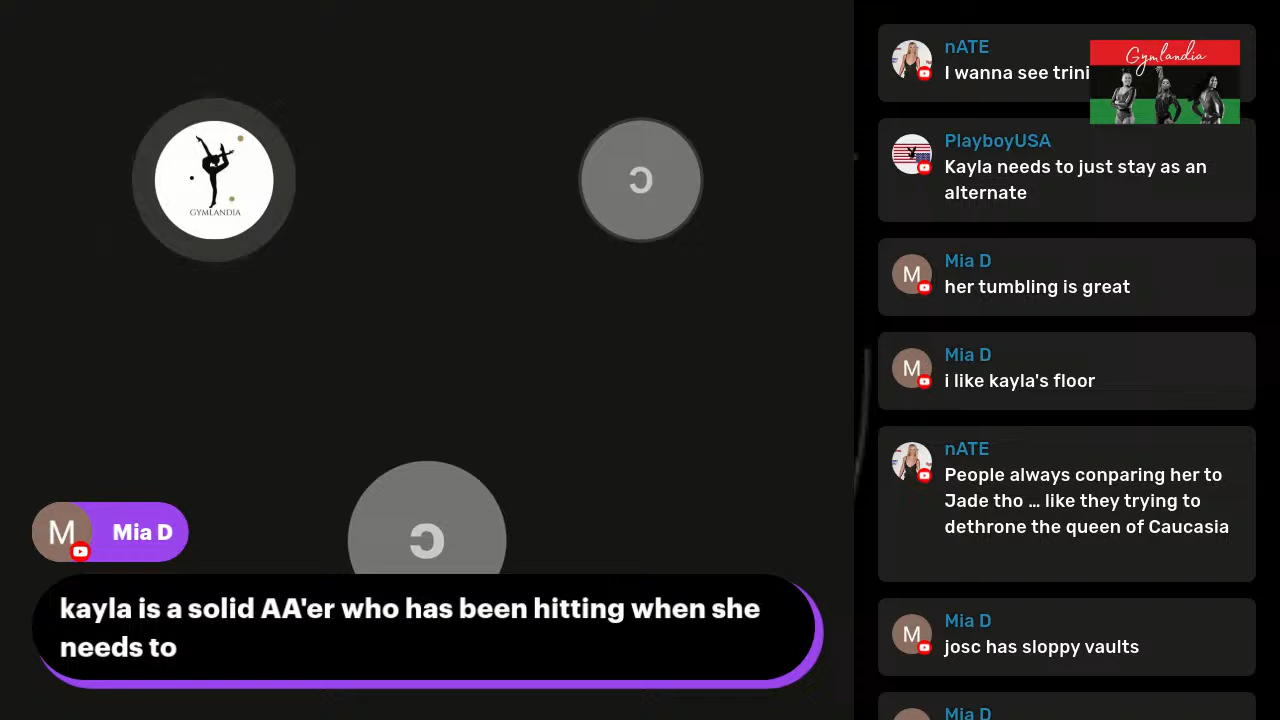 GYMLANDIA
Ɔ
Ɔ
M
Mia D
kayla is a solid AA'er who has been hitting when she
needs to
nATE
I wanna see trini
Gymlandia
PlayboyUSA
Kayla needs to just stay as an
alternate
M
Mia D
her tumbling is great
M
Mia D
i like kayla's floor
nATE
People always conparing her to
Jade tho ... like they trying to
dethrone the queen of Caucasia
M
Mia D
josc has sloppy vaults
Mia D